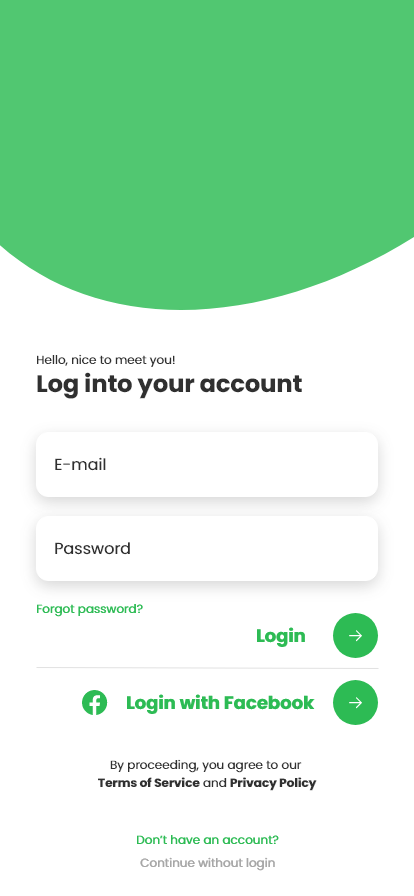 Hello, nice to meet you!
Log into your account
E-mail
Password
Forgot password?
Login
Login with Facebook
By proceeding, you agree to our
Terms of Service and Privacy Policy
Don't have an account?
Continue without login